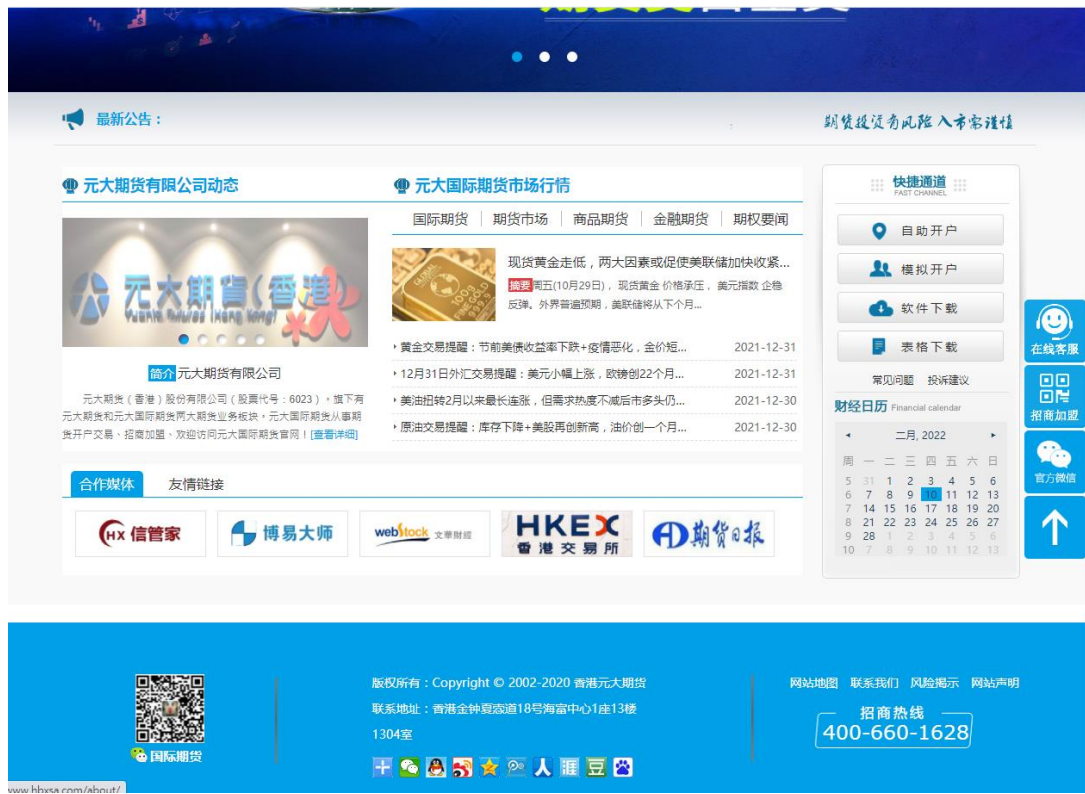 最新公告：
期货投资有风险 入市需谨慎
元大期货有限公司动态
元大期貨(香港)
Yuanta Futures (Hong Kong)
简介 元大期货有限公司
元大期货（香港）股份有限公司（股票代号：6023），旗下有
元大期货和元大国际期货两大期货业务板块。元大国际期货从事期
货开户交易、招商加盟、欢迎访问元大国际期货官网！[查看详细]
元大国际期货市场行情
国际期货 期货市场 商品期货 金融期货 期权要闻
现货黄金走低，两大因素或促使美联储加快收紧...
摘要 周五(10月29日)，现货黄金 价格承压， 美元指数 企稳
反弹。外界普遍预期，美联储将从下个月...
黄金交易提醒：节前美债收益率下跌+疫情恶化，金价短... 2021-12-31
12月31日外汇交易提醒：美元小幅上涨，欧镑创22个月... 2021-12-31
美油扭转2月以来最长连涨，但需求热度不减后市多头仍... 2021-12-30
原油交易提醒：库存下降+美股再创新高，油价创一个月... 2021-12-30
合作媒体 友情链接
HX 信管家
博易大师
webstock 文華財經
HKEX
香港交易所
期货日报
快捷通道
FAST CHANNEL
自助开户
模拟开户
软件下载
表格下载
常见问题 投诉建议
财经日历 Financial calendar
二月, 2022
周 一 二 三 四 五 六 日
5 31 1 2 3 4 5 6
6 7 8 9 10 11 12 13
7 14 15 16 17 18 19 20
8 21 22 23 24 25 26 27
9 28 1 2 3 4 5 6
10 7 8 9 10 11 12 13
在线客服
招商加盟
官方微信
国际期货
版权所有：Copyright © 2002-2020 香港元大期货
联系地址：香港金钟夏悫道18号海富中心1座13楼
1304室
网站地图 联系我们 风险揭示 网站声明
招商热线
400-660-1628
www.hbxsa.com/about/